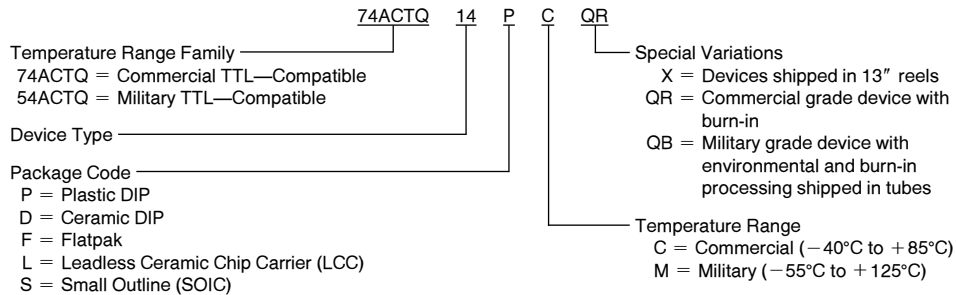 74ACTQ 14 P C QR
Temperature Range Family
74ACTQ = Commercial TTL—Compatible
54ACTQ = Military TTL—Compatible
Device Type
Package Code
P = Plastic DIP
D = Ceramic DIP
F = Flatpak
L = Leadless Ceramic Chip Carrier (LCC)
S = Small Outline (SOIC)
Special Variations
X = Devices shipped in 13″ reels
QR = Commercial grade device with
burn-in
QB = Military grade device with
environmental and burn-in
processing shipped in tubes
Temperature Range
C = Commercial (−40°C to +85°C)
M = Military (−55°C to +125°C)